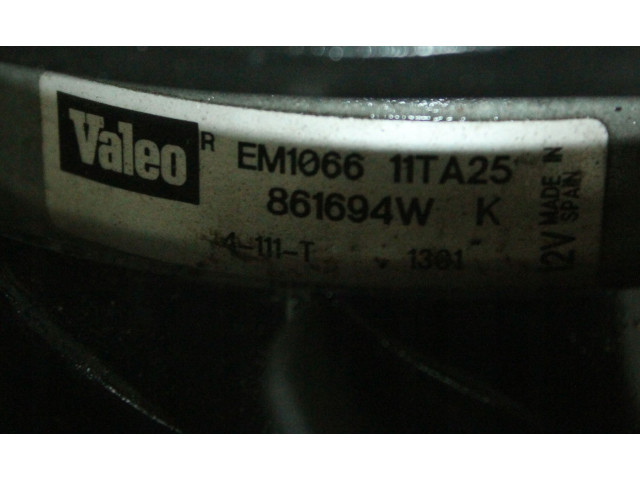 Valeo R EM1066 11TA25
861694W K
4-111-T 1301
12V MADE IN
SPAIN